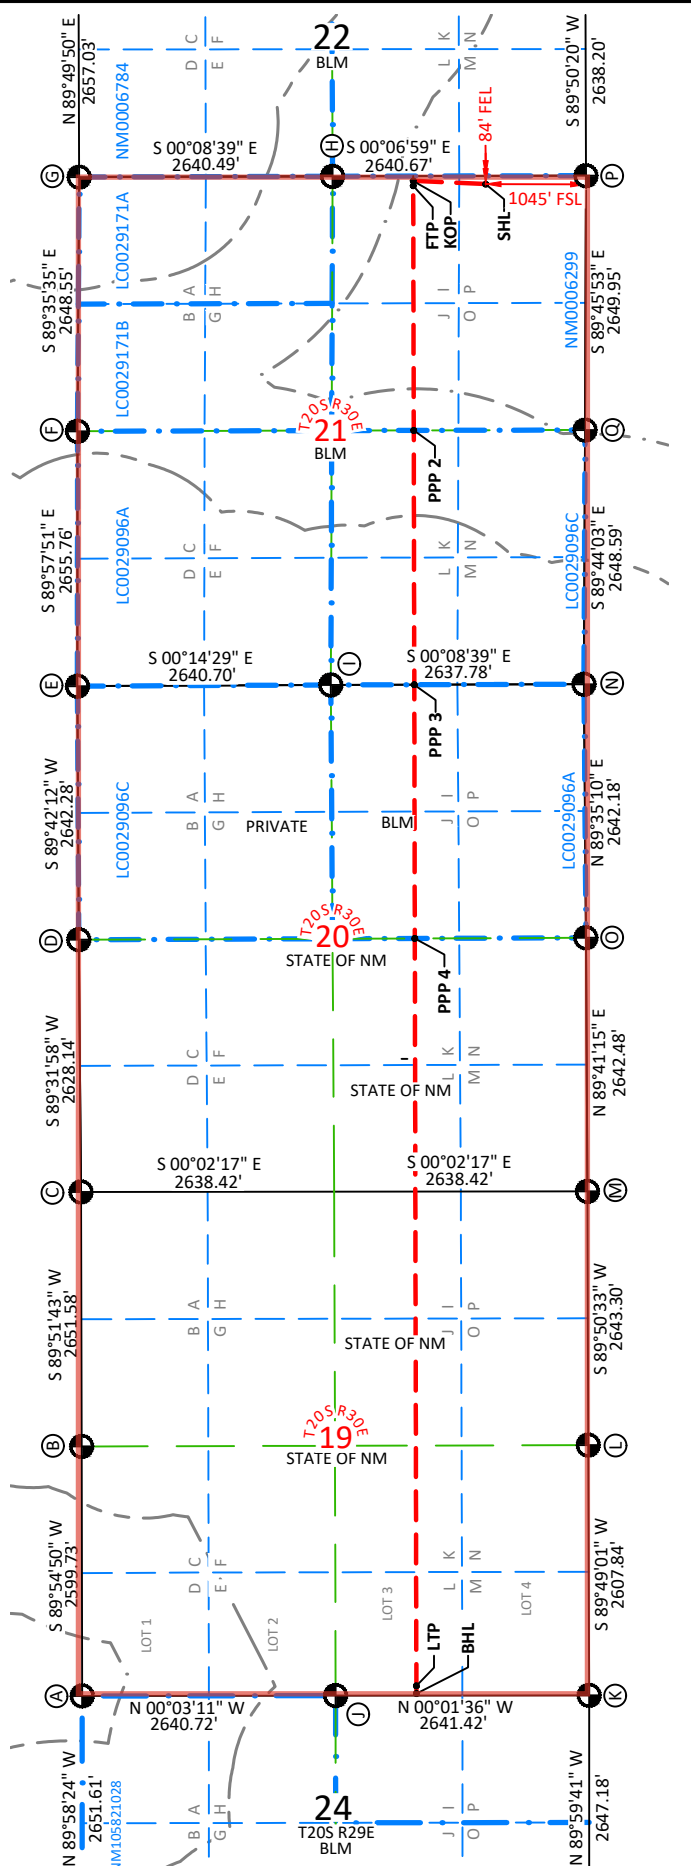 N 89°49'50" E
2657.03'
NM0006784
D C
E F
22
BLM
L K
M N
84' FEL
S 89°50'20" W
2638.20'
G
S 00°08'39" E
2640.49'
H
S 00°06'59" E
2640.67'
P
FTP
KOP
SHL
1045' FSL
S 89°35'35" E
2648.55'
LC0029171A
LC0029171B
B A
G H
J I
O P
NM0006299
S 89°45'53" E
2649.95'
F
T20S R30E
21
BLM
PPP 2
Q
S 89°57'51" E
2655.76'
LC0029096A
D C
E F
L K
M N
LC0029096C
S 89°44'03" E
2648.59'
E
S 00°14'29" E
2640.70'
I
S 00°08'39" E
2637.78'
N
PPP 3
S 89°42'12" W
2642.28'
LC0029096C
B A
G H
PRIVATE
BLM
J I
O P
LC0029096A
N 89°35'10" E
2642.18'
D
T20S R30E
20
STATE OF NM
PPP 4
O
S 89°31'58" W
2628.14'
D C
E F
STATE OF NM
L K
M N
N 89°41'15" E
2642.48'
C
S 00°02'17" E
2638.42'
S 00°02'17" E
2638.42'
M
S 89°51'43" W
2651.58'
B A
G H
STATE OF NM
J I
O P
S 89°50'33" W
2643.30'
B
T20S R30E
19
STATE OF NM
L
S 89°54'50" W
2599.73'
D C
E F
L K
M N
S 89°49'01" W
2607.84'
LOT 1
LOT 2
LOT 3
LOT 4
LTP
BHL
A
N 00°03'11" W
2640.72'
J
N 00°01'36" W
2641.42'
K
N 89°58'24" W
2651.61'
NM105821028
B A
G H
24
T20S R29E
BLM
J I
O P
N 89°59'41" W
2647.18'